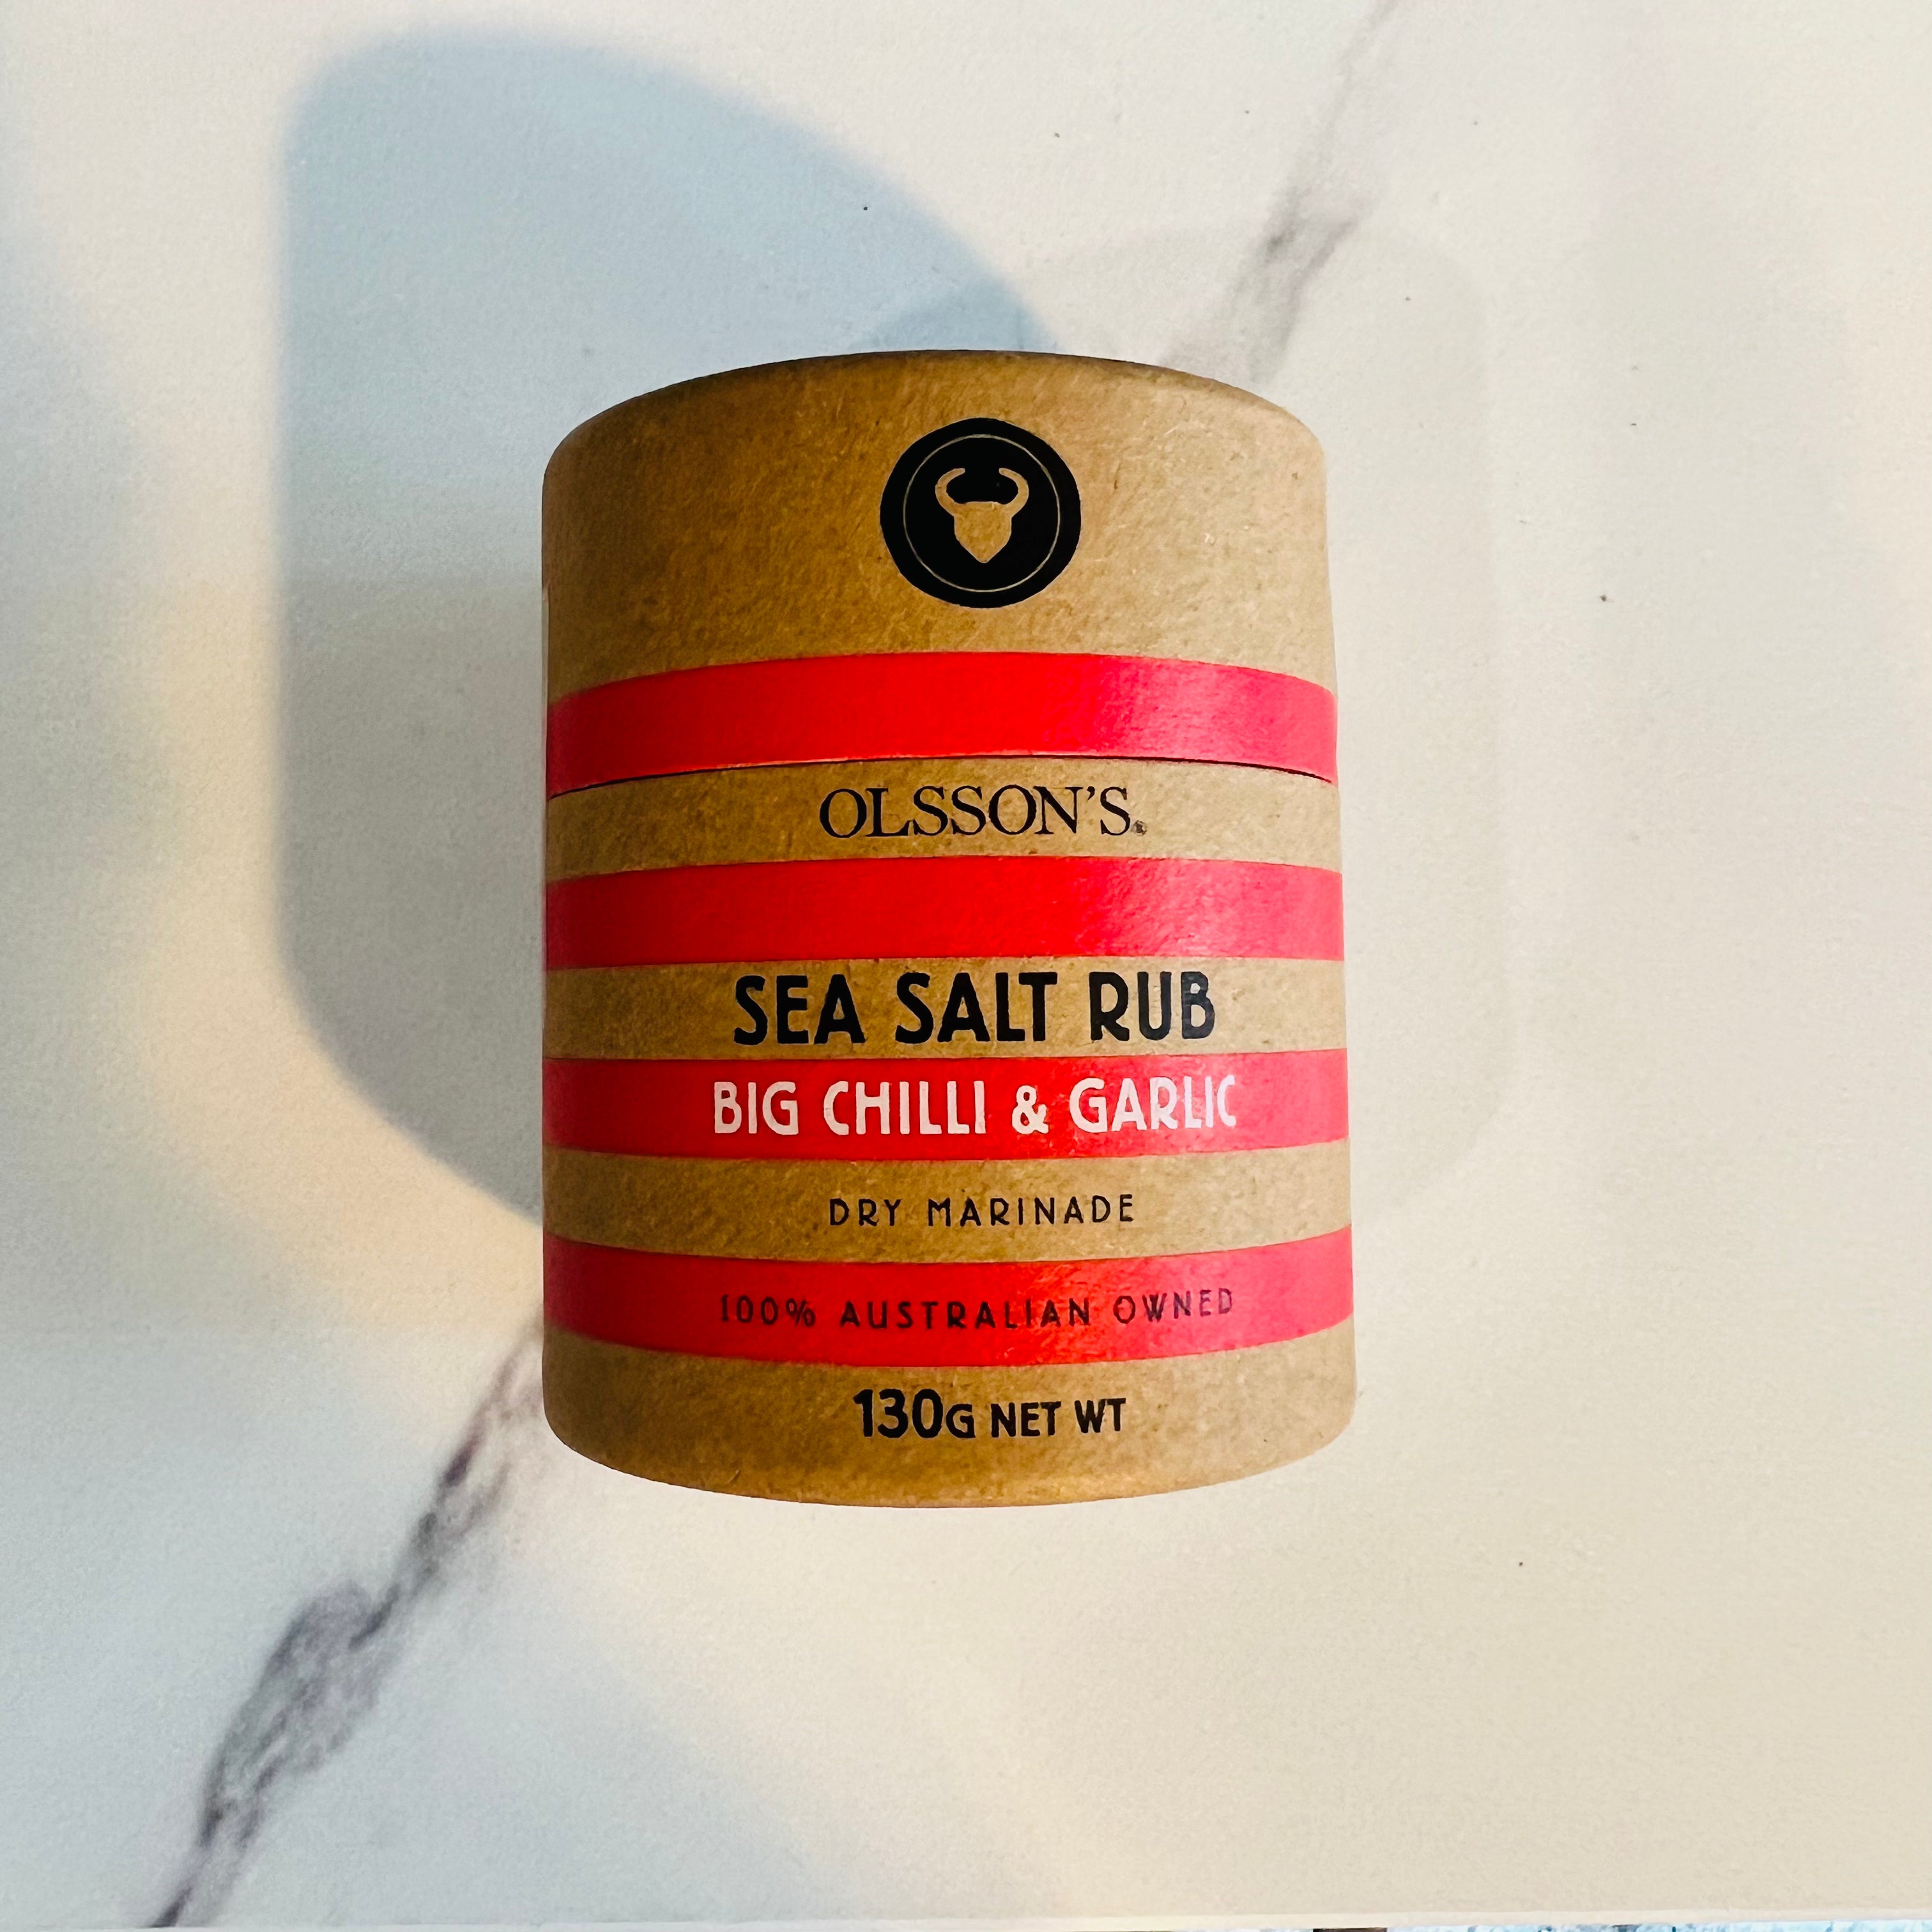 OLSSON'S®
SEA SALT RUB
BIG CHILLI & GARLIC
DRY MARINADE
100% AUSTRALIAN OWNED
130G NET WT